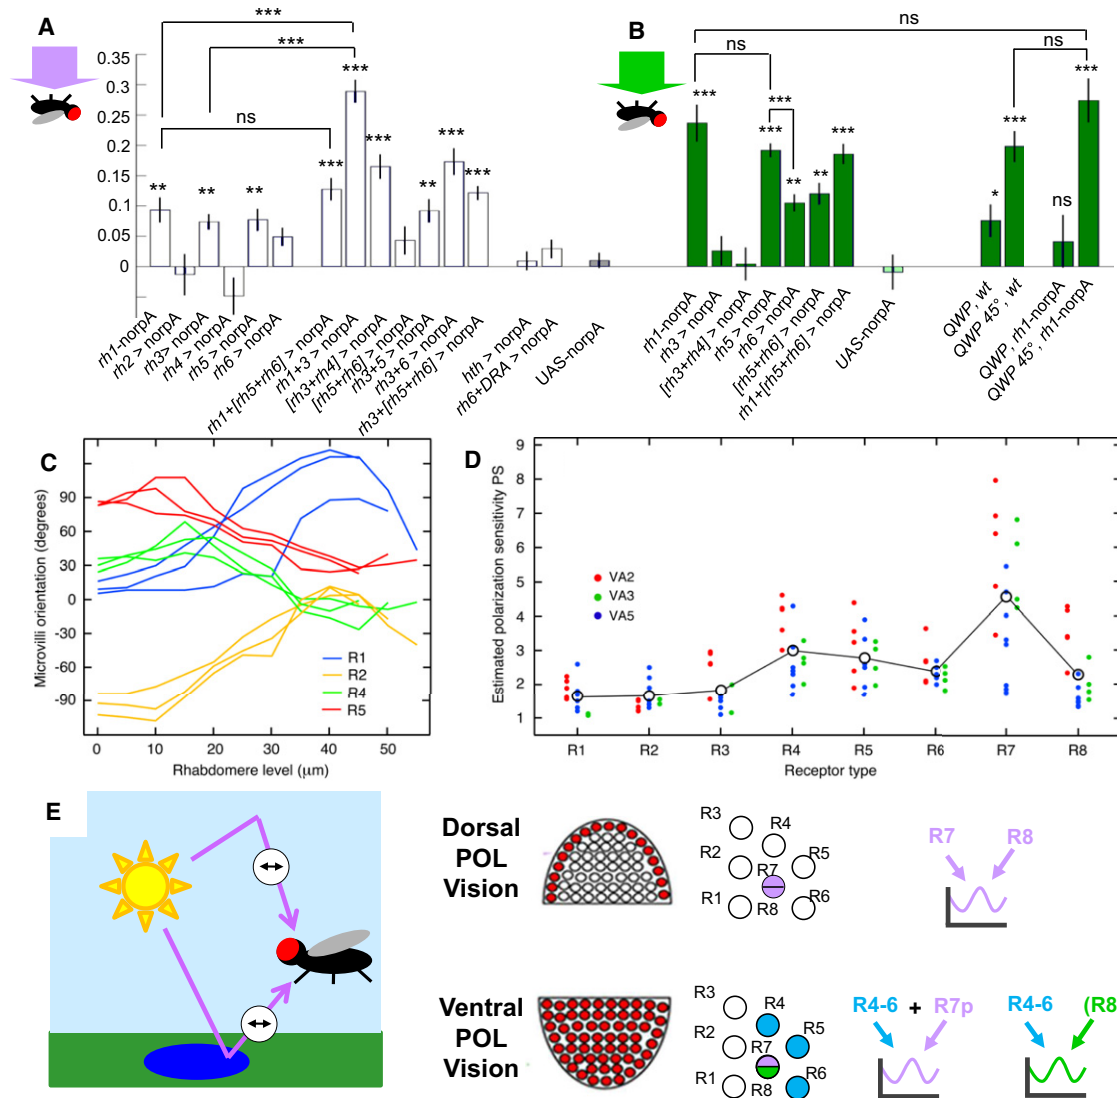 A
***
***
ns
0.35
0.3
0.25
0.2
0.15
0.1
0.05
0
**
**
**
***
***
***
**
***
***
rh1-norpA
rh2 > norpA
rh3> norpA
rh4 > norpA
rh5 > norpA
rh6 > norpA
rh1+[rh5+rh6] > norpA
rh1+3 > norpA
[rh3+rh4] > norpA
[rh5+rh6] > norpA
rh3+5 > norpA
rh3+6 > norpA
rh3+[rh5+rh6] > norpA
hth > norpA
rh6+DRA > norpA
UAS-norpA
B
ns
ns
ns
***
***
***
**
**
***
*
***
ns
***
rh1-norpA
rh3 > norpA
[rh3+rh4] > norpA
rh5 > norpA
rh6 > norpA
[rh5+rh6] > norpA
rh1+[rh5+rh6] > norpA
UAS-norpA
QWP, wt
QWP 45°, wt
QWP, rh1-norpA
QWP 45°, rh1-norpA
C
Microvilli orientation (degrees)
90
60
30
0
-30
-60
-90
R1
R2
R4
R5
0 10 20 30 40 50
Rhabdomere level (µm)
D
Estimated polarization sensitivity PS
9
8
7
6
5
4
3
2
1
VA2
VA3
VA5
R1 R2 R3 R4 R5 R6 R7 R8
Receptor type
E
Dorsal
POL
Vision
R3
R4
R2
R5
R7
R1
R8
R6
R7 R8
Ventral
POL
Vision
R3
R4
R2
R5
R7
R1
R8
R6
R4-6 + R7p
R4-6 (R8